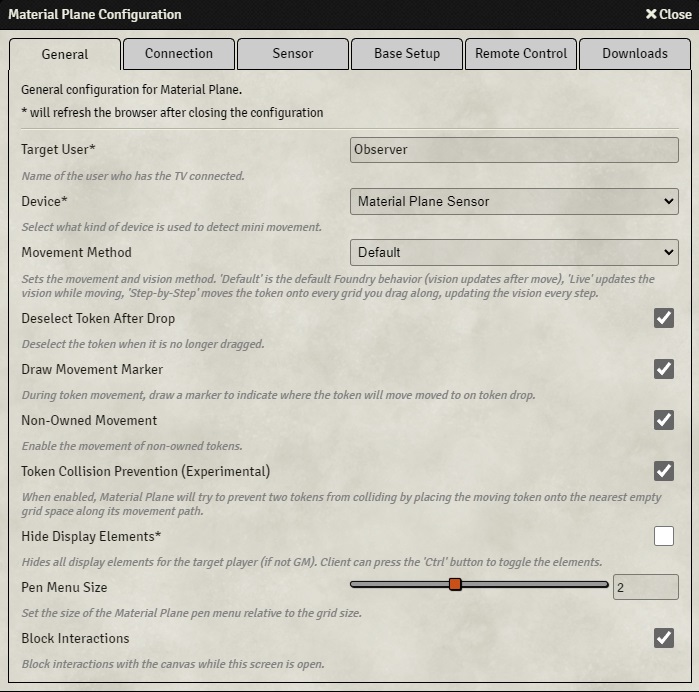 Material Plane Configuration
Close
General
Connection
Sensor
Base Setup
Remote Control
Downloads
General configuration for Material Plane.
* will refresh the browser after closing the configuration
Target User*
Observer
Name of the user who has the TV connected.
Device*
Material Plane Sensor
Select what kind of device is used to detect mini movement.
Movement Method
Default
Sets the movement and vision method. 'Default' is the default Foundry behavior (vision updates after move), 'Live' updates the
vision while moving, 'Step-by-Step' moves the token onto every grid you drag along, updating the vision every step.
Deselect Token After Drop
Deselect the token when it is no longer dragged.
Draw Movement Marker
During token movement, draw a marker to indicate where the token will move moved to on token drop.
Non-Owned Movement
Enable the movement of non-owned tokens.
Token Collision Prevention (Experimental)
When enabled, Material Plane will try to prevent two tokens from colliding by placing the moving token onto the nearest empty
grid space along its movement path.
Hide Display Elements*
Hides all display elements for the target player (if not GM). Client can press the 'Ctrl' button to toggle the elements.
Pen Menu Size
2
Set the size of the Material Plane pen menu relative to the grid size.
Block Interactions
Block interactions with the canvas while this screen is open.